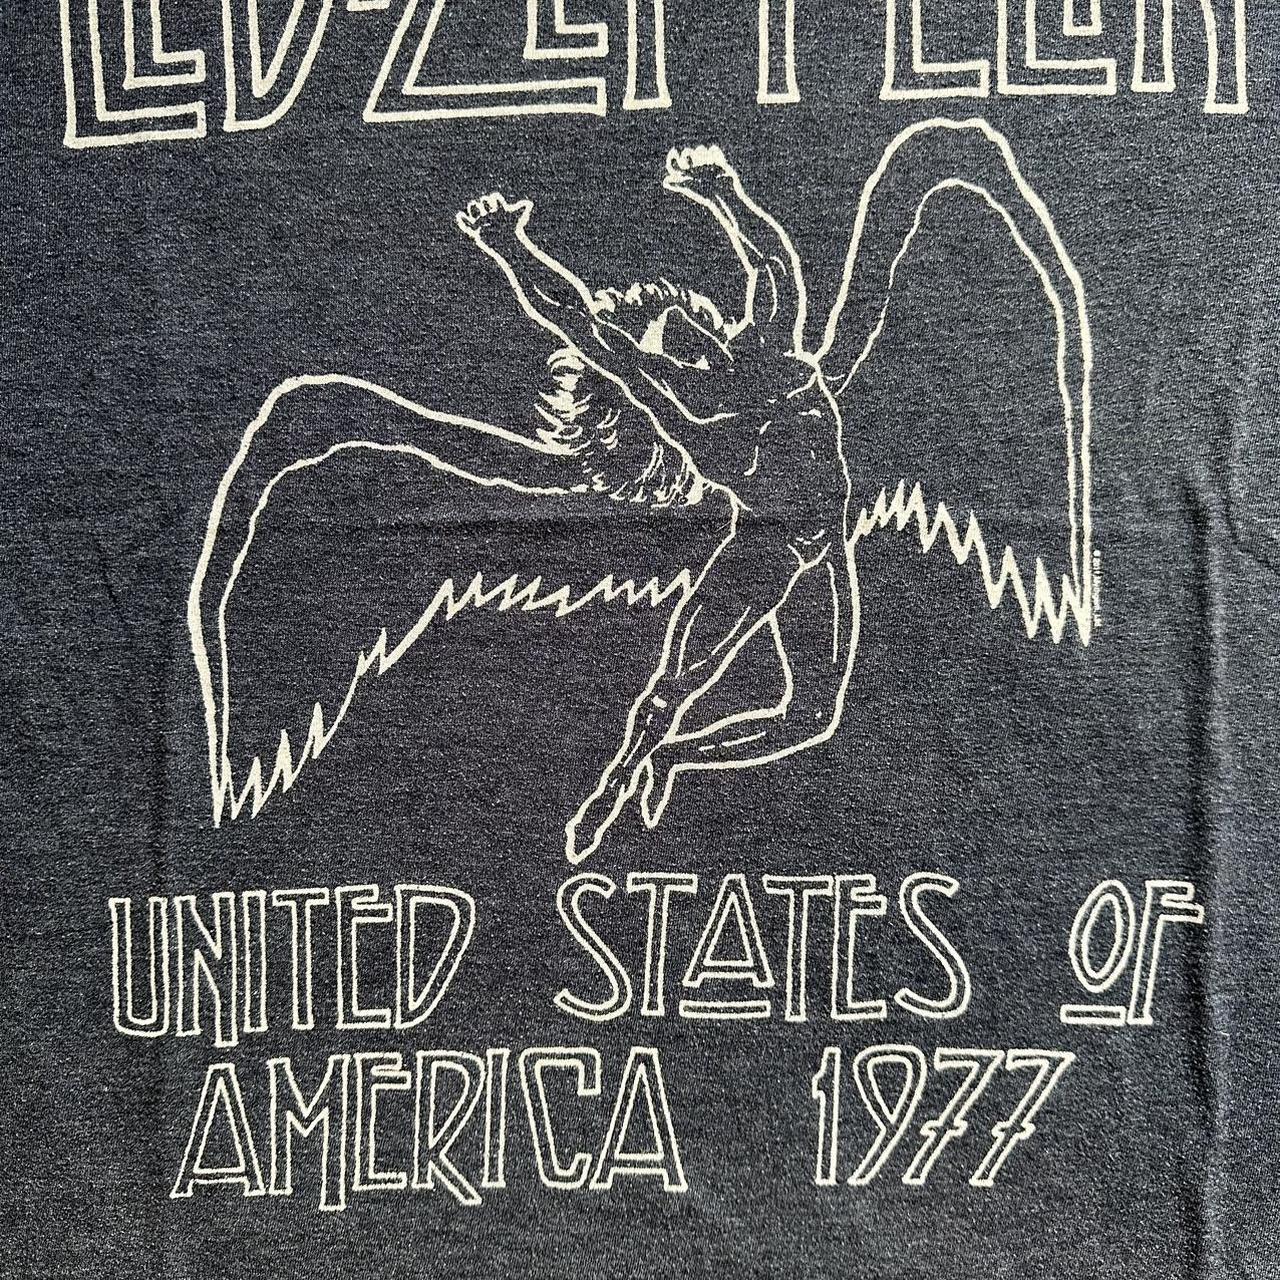 LED-ZEPPELIN
UNITED STATES OF
AMERICA 1977